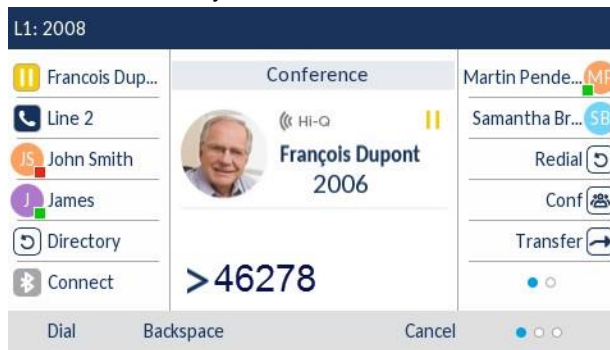 L1: 2008
Francois Dup...
Line 2
JS John Smith
J James
Directory
Connect
Conference
HI-Q
François Dupont
2006
>46278
Martin Pende... MP
Samantha Br... SB
Redial
Conf
Transfer
Dial Backspace Cancel